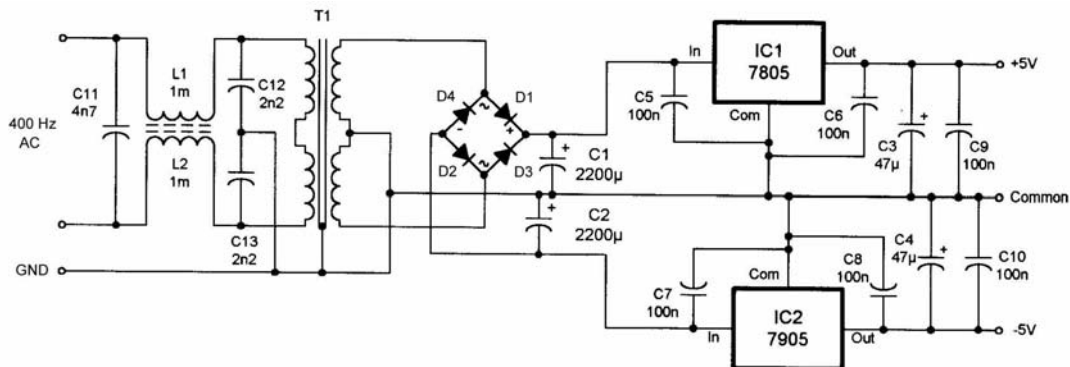 T1
IC1
7805
In
Out
Com
+5V
L1
1m
C11
4n7
C12
2n2
D4
D1
~
-
+
C5
100n
C6
100n
+
C3
47µ
C9
100n
400 Hz
AC
L2
1m
D2
D3
~
+
C1
2200µ
C13
2n2
+
C2
2200µ
Common
GND
C7
100n
Com
C8
100n
C4
47µ
+
C10
100n
IC2
7905
In
Out
-5V